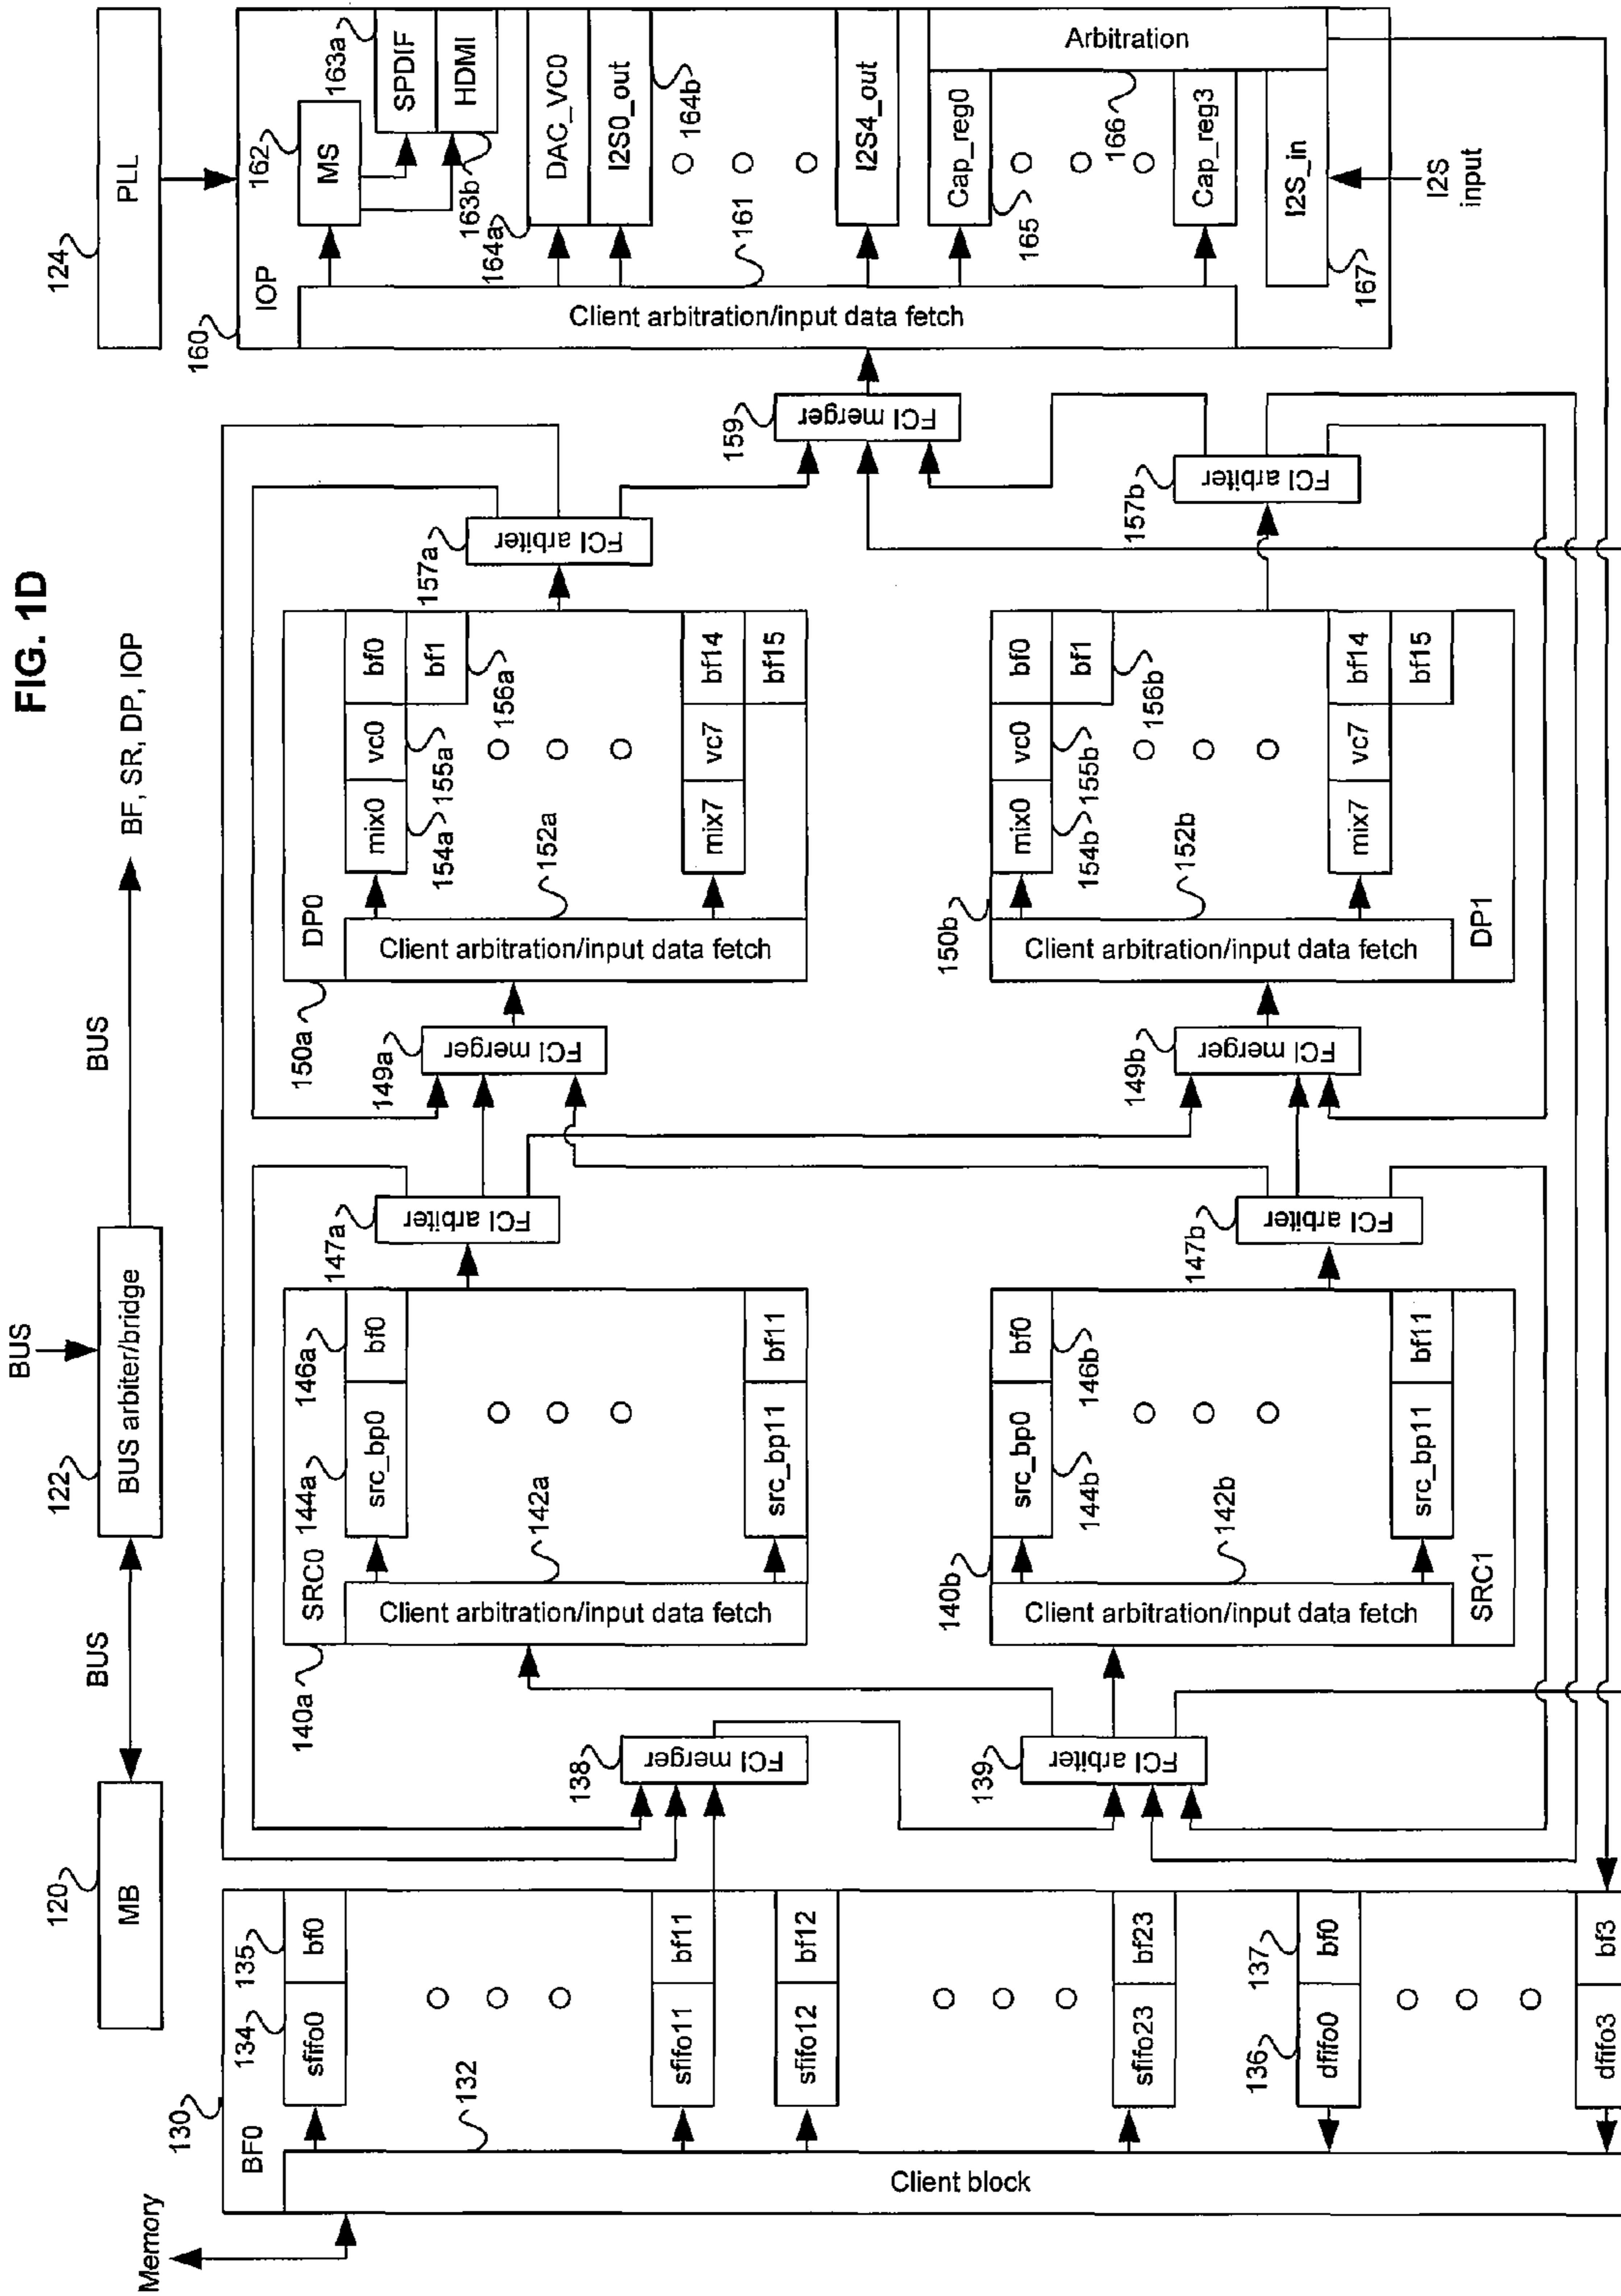 FIG. 1D
BUS
BUS
BUS
BF, SR, DP, IOP
120
MB
122
BUS arbiter/bridge
124
PLL
Memory
130
BF0
132
Client block
134
sfifo0
135
bf0
sfifo11
bf11
sfifo12
bf12
sfifo23
bf23
136
dfifo0
137
bf0
dfifo3
bf3
138
FCI merger
139
FCI arbiter
140a
SRC0
142a
Client arbitration/input data fetch
144a
src_bp0
146a
bf0
src_bp11
bf11
147a
FCI arbiter
140b
SRC1
142b
Client arbitration/input data fetch
144b
src_bp0
146b
bf0
src_bp11
bf11
147b
FCI arbiter
149a
FCI merger
149b
FCI merger
150a
DP0
152a
Client arbitration/input data fetch
154a
mix0
155a
vc0
bf0
156a
bf1
mix7
vc7
bf14
bf15
157a
FCI arbiter
150b
DP1
152b
Client arbitration/input data fetch
154b
mix0
155b
vc0
bf0
156b
bf1
mix7
vc7
bf14
bf15
157b
FCI arbiter
159
FCI merger
160
IOP
161
Client arbitration/input data fetch
162
MS
163a
SPDIF
163b
HDMI
164a
DAC_VC0
I2S0_out
164b
I2S4_out
Cap_reg0
165
166
Arbitration
Cap_reg3
I2S_in
167
I2S
input